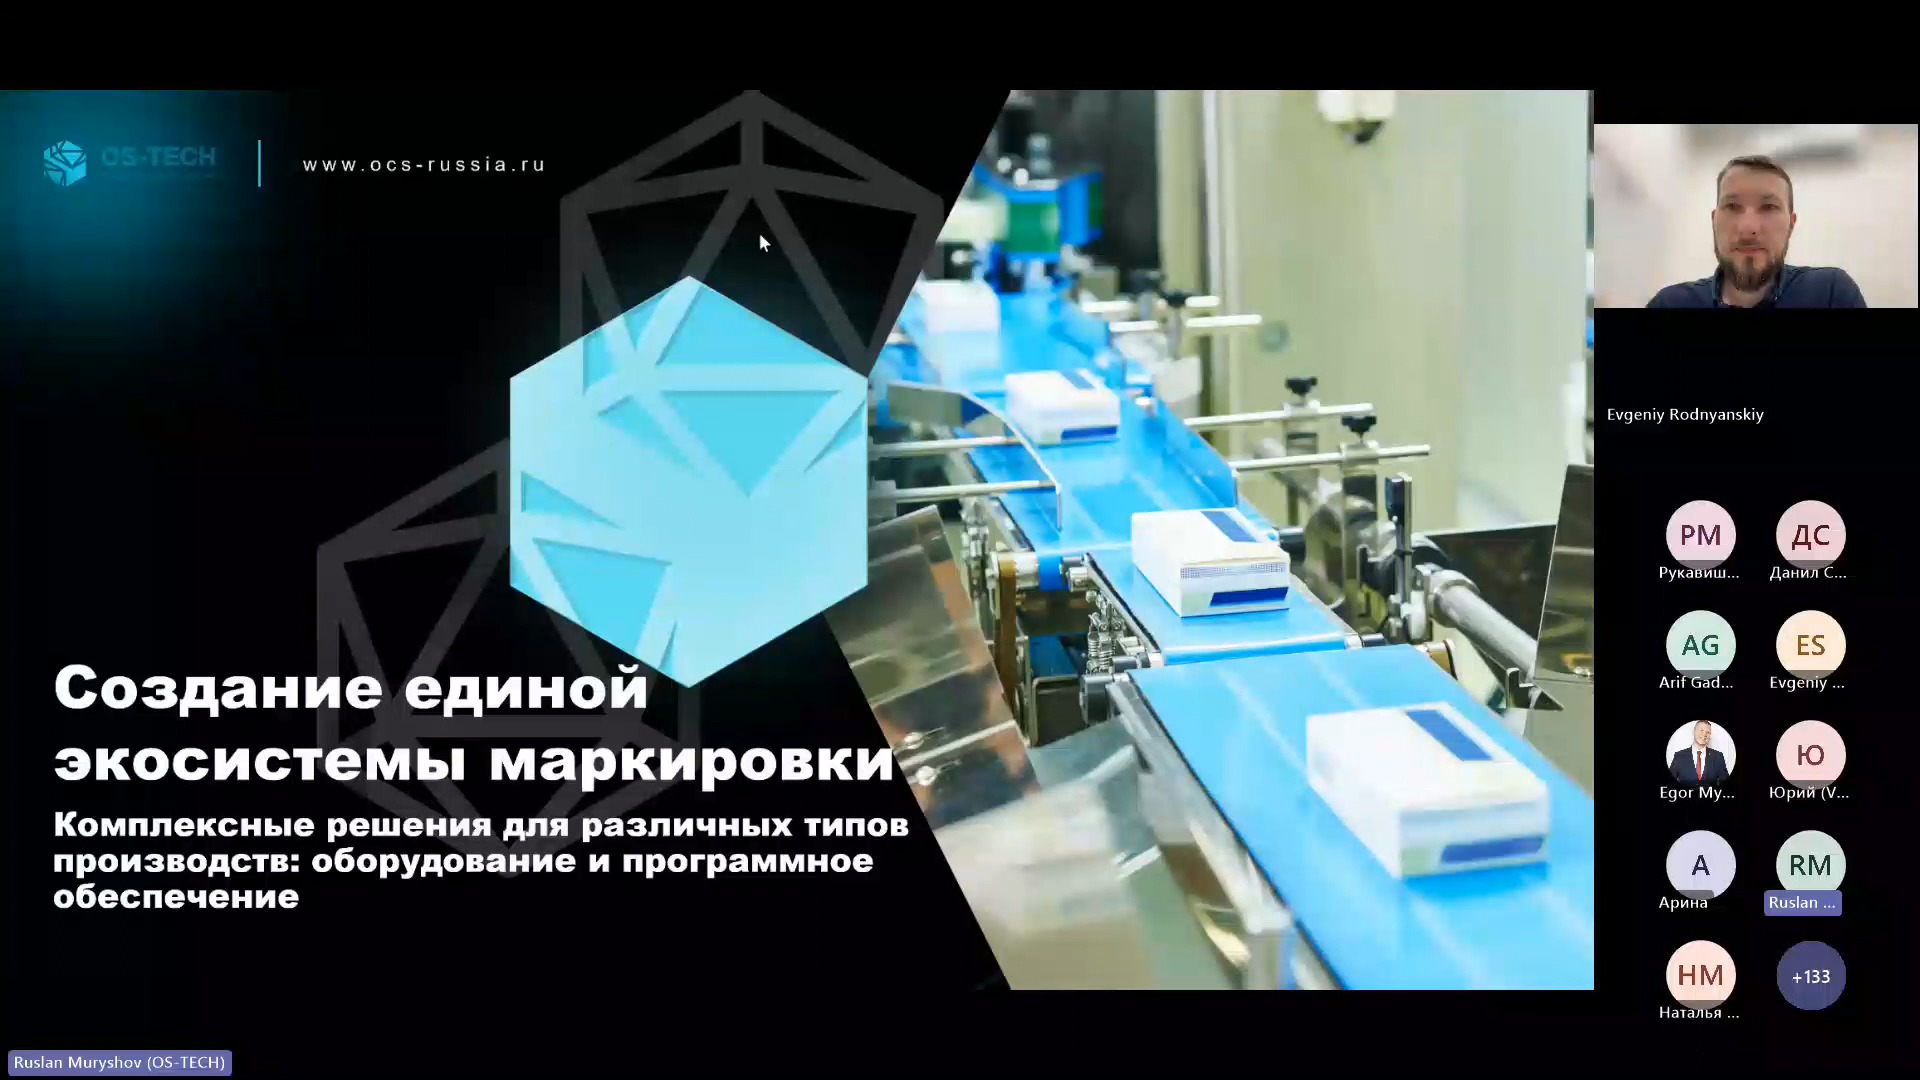 OS-TECH
www.ocs-russia.ru
Создание единой
экосистемы маркировки
Комплексные решения для различных типов
производств: оборудование и программное
обеспечение
Evgeniy Rodnyanskiy
РМ
ДС
Рукавиш...
Данил С...
AG
ES
Arif Gad...
Evgeniy ...
Ю
Egor My...
Юрий (V...
А
RM
Арина
Ruslan ...
НМ
+133
Наталья ...
Ruslan Muryshov (OS-TECH)